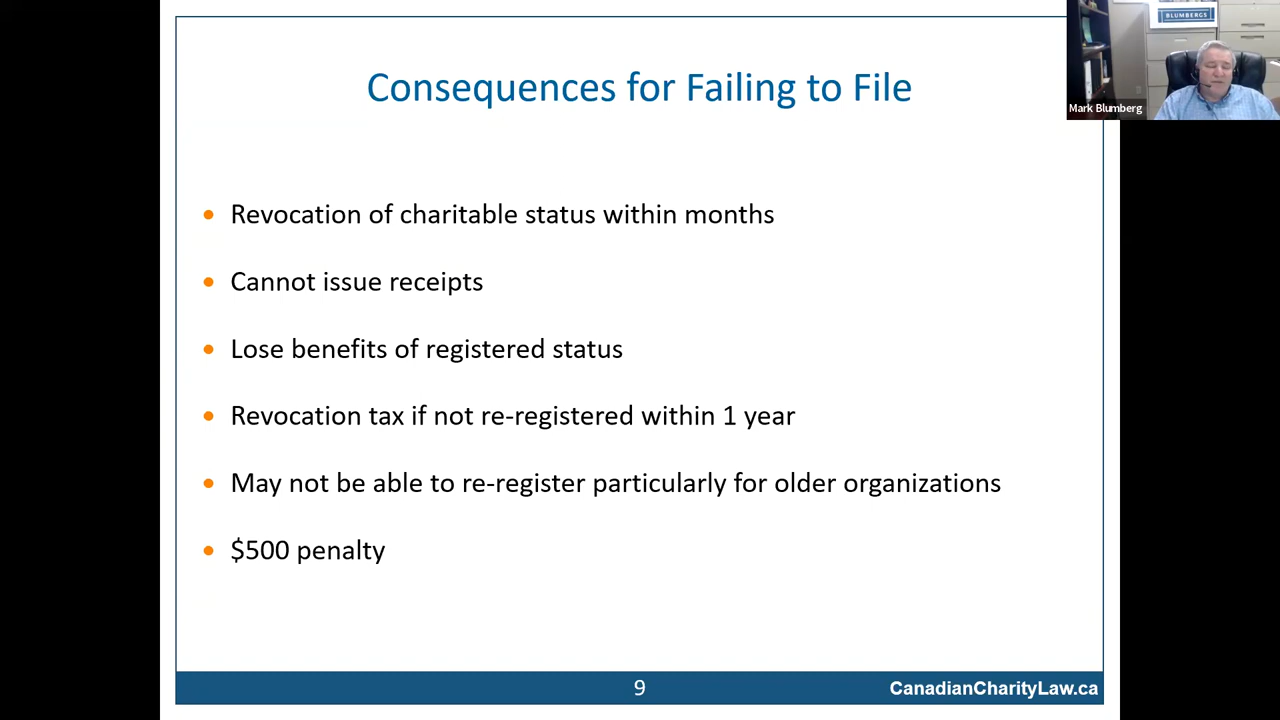 BLUMBERGS
Mark Blumberg
Consequences for Failing to File
• Revocation of charitable status within months
• Cannot issue receipts
• Lose benefits of registered status
• Revocation tax if not re-registered within 1 year
• May not be able to re-register particularly for older organizations
• $500 penalty
9
CanadianCharityLaw.ca